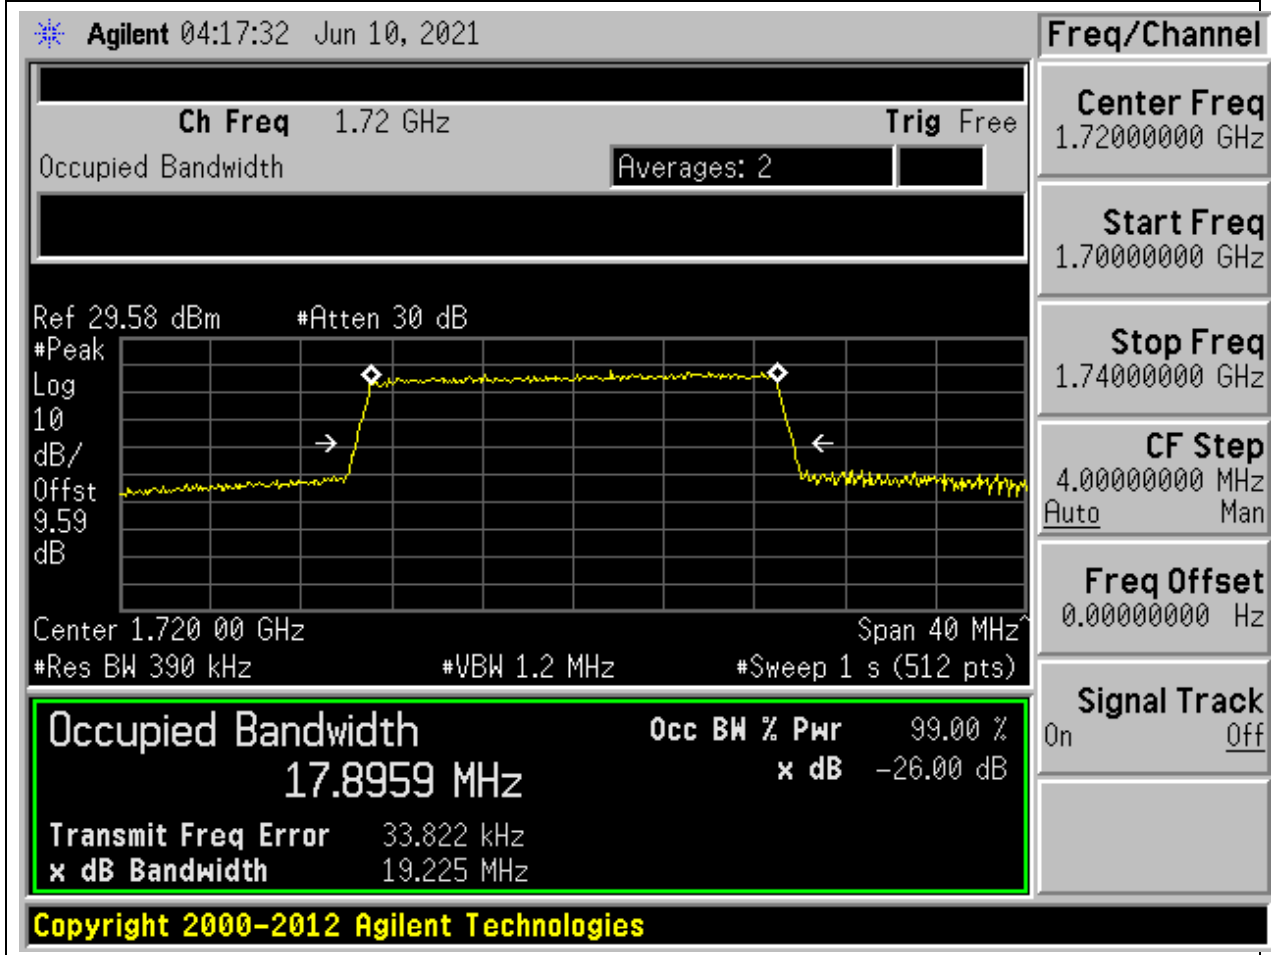 Agilent 04:17:32 Jun 10, 2021
Freq/Channel
Ch Freq 1.72 GHz Trig Free
Occupied Bandwidth Averages: 2
Ref 29.58 dBm #Atten 30 dB
#Peak
Log
10
dB/
Offst
9.59
dB
Center 1.720 00 GHz Span 40 MHz^
#Res BW 390 kHz #VBW 1.2 MHz #Sweep 1 s (512 pts)
Occupied Bandwidth Occ BW % Pwr 99.00 %
17.8959 MHz x dB -26.00 dB
Transmit Freq Error 33.822 kHz
x dB Bandwidth 19.225 MHz
Copyright 2000-2012 Agilent Technologies
Center Freq
1.72000000 GHz
Start Freq
1.70000000 GHz
Stop Freq
1.74000000 GHz
CF Step
4.00000000 MHz
Auto Man
Freq Offset
0.00000000 Hz
Signal Track
On Off